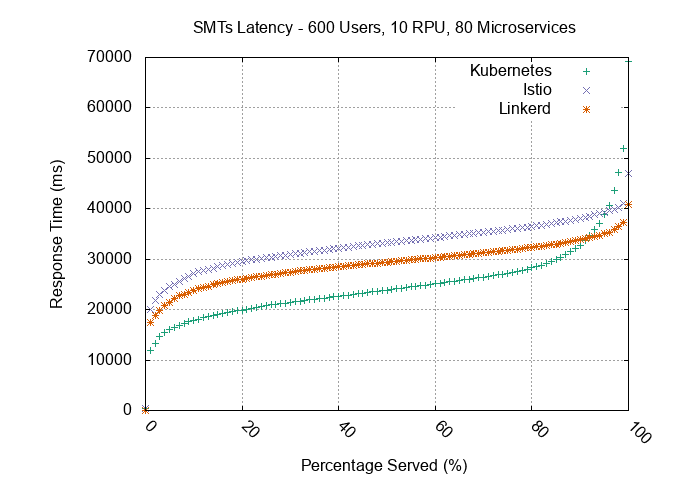 SMTs Latency - 600 Users, 10 RPU, 80 Microservices
70000
60000
50000
40000
30000
20000
10000
0
Response Time (ms)
Kubernetes
Istio
Linkerd
0
20
40
60
80
100
Percentage Served (%)